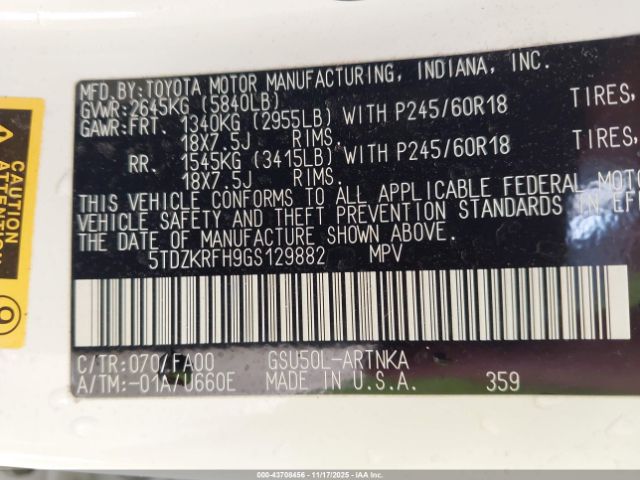 MFD.BY:TOYOTA MOTOR MANUFACTURING, INDIANA, INC.
GVWR:2645KG (5840LB)
GAWR:FRT. 1340KG (2955LB) WITH P245/60R18 TIRES,
18X7.5J RIMS.
RR. 1545KG (3415LB) WITH P245/60R18 TIRES,
18X7.5J RIMS.
THIS VEHICLE CONFORMS TO ALL APPLICABLE FEDERAL MOTO
VEHICLE SAFETY AND THEFT PREVENTION STANDARDS IN EFF
THE DATE OF MANUFACTURE SHOWN ABOVE.
5TDZKRFH9GS129882 MPV
C/TR:070/FA00 GSU50L-ARTNKA
A/TM:-01A/U660E MADE IN U.S.A. 359
CAUTION
ATTENTION
000-43708456 - 11/17/2025 - IAAI.COM